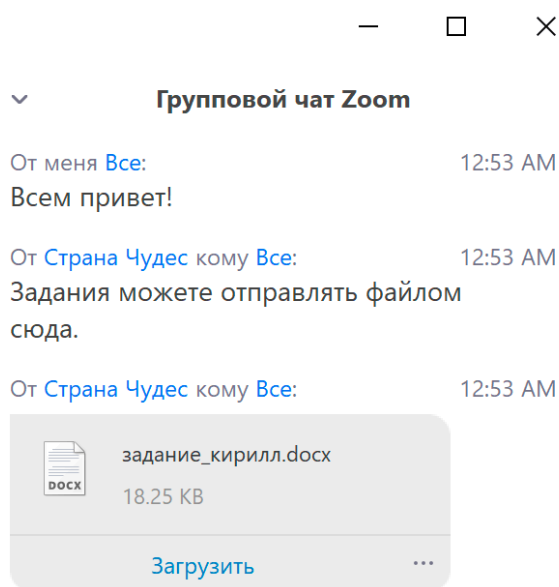 Групповой чат Zoom
От меня Все: 12:53 AM
Всем привет!
От Страна Чудес кому Все: 12:53 AM
Задания можете отправлять файлом
сюда.
От Страна Чудес кому Все: 12:53 AM
задание_кирилл.docx
DOCX
18.25 KB
Загрузить